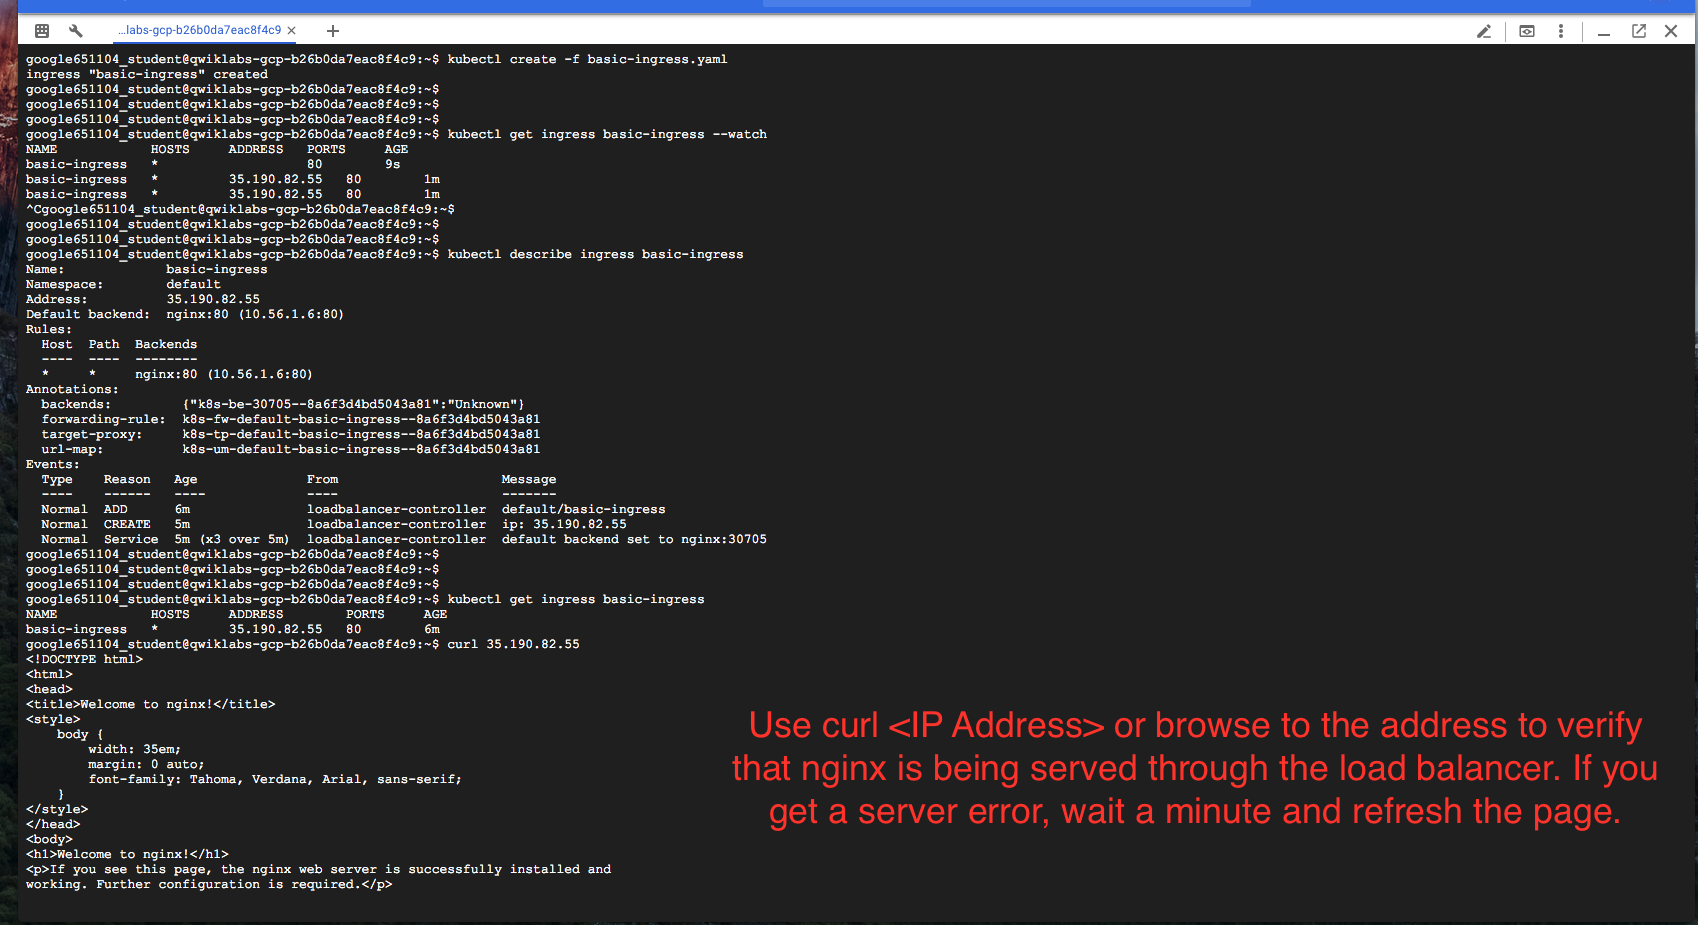 ...labs-gcp-b26b0da7eac8f4c9
google651104_student@qwiklabs-gcp-b26b0da7eac8f4c9:~$ kubectl create -f basic-ingress.yaml
ingress "basic-ingress" created
google651104_student@qwiklabs-gcp-b26b0da7eac8f4c9:~$
google651104_student@qwiklabs-gcp-b26b0da7eac8f4c9:~$
google651104_student@qwiklabs-gcp-b26b0da7eac8f4c9:~$
google651104_student@qwiklabs-gcp-b26b0da7eac8f4c9:~$ kubectl get ingress basic-ingress --watch
NAME            HOSTS     ADDRESS   PORTS     AGE
basic-ingress   *                   80        9s
basic-ingress   *         35.190.82.55   80        1m
basic-ingress   *         35.190.82.55   80        1m
^Cgoogle651104_student@qwiklabs-gcp-b26b0da7eac8f4c9:~$
google651104_student@qwiklabs-gcp-b26b0da7eac8f4c9:~$
google651104_student@qwiklabs-gcp-b26b0da7eac8f4c9:~$
google651104_student@qwiklabs-gcp-b26b0da7eac8f4c9:~$ kubectl describe ingress basic-ingress
Name:             basic-ingress
Namespace:        default
Address:          35.190.82.55
Default backend:  nginx:80 (10.56.1.6:80)
Rules:
  Host  Path  Backends
  ----  ----  --------
  *     *     nginx:80 (10.56.1.6:80)
Annotations:
  backends:         {"k8s-be-30705--8a6f3d4bd5043a81":"Unknown"}
  forwarding-rule:  k8s-fw-default-basic-ingress--8a6f3d4bd5043a81
  target-proxy:     k8s-tp-default-basic-ingress--8a6f3d4bd5043a81
  url-map:          k8s-um-default-basic-ingress--8a6f3d4bd5043a81
Events:
  Type    Reason   Age              From                     Message
  ----    ------   ----             ----                     -------
  Normal  ADD      6m               loadbalancer-controller  default/basic-ingress
  Normal  CREATE   5m               loadbalancer-controller  ip: 35.190.82.55
  Normal  Service  5m (x3 over 5m)  loadbalancer-controller  default backend set to nginx:30705
google651104_student@qwiklabs-gcp-b26b0da7eac8f4c9:~$
google651104_student@qwiklabs-gcp-b26b0da7eac8f4c9:~$
google651104_student@qwiklabs-gcp-b26b0da7eac8f4c9:~$
google651104_student@qwiklabs-gcp-b26b0da7eac8f4c9:~$ kubectl get ingress basic-ingress
NAME            HOSTS     ADDRESS        PORTS     AGE
basic-ingress   *         35.190.82.55   80        6m
google651104_student@qwiklabs-gcp-b26b0da7eac8f4c9:~$ curl 35.190.82.55
<!DOCTYPE html>
<html>
<head>
<title>Welcome to nginx!</title>
<style>
    body {
        width: 35em;
        margin: 0 auto;
        font-family: Tahoma, Verdana, Arial, sans-serif;
    }
</style>
</head>
<body>
<h1>Welcome to nginx!</h1>
<p>If you see this page, the nginx web server is successfully installed and
working. Further configuration is required.</p>
Use curl <IP Address> or browse to the address to verify
that nginx is being served through the load balancer. If you
get a server error, wait a minute and refresh the page.